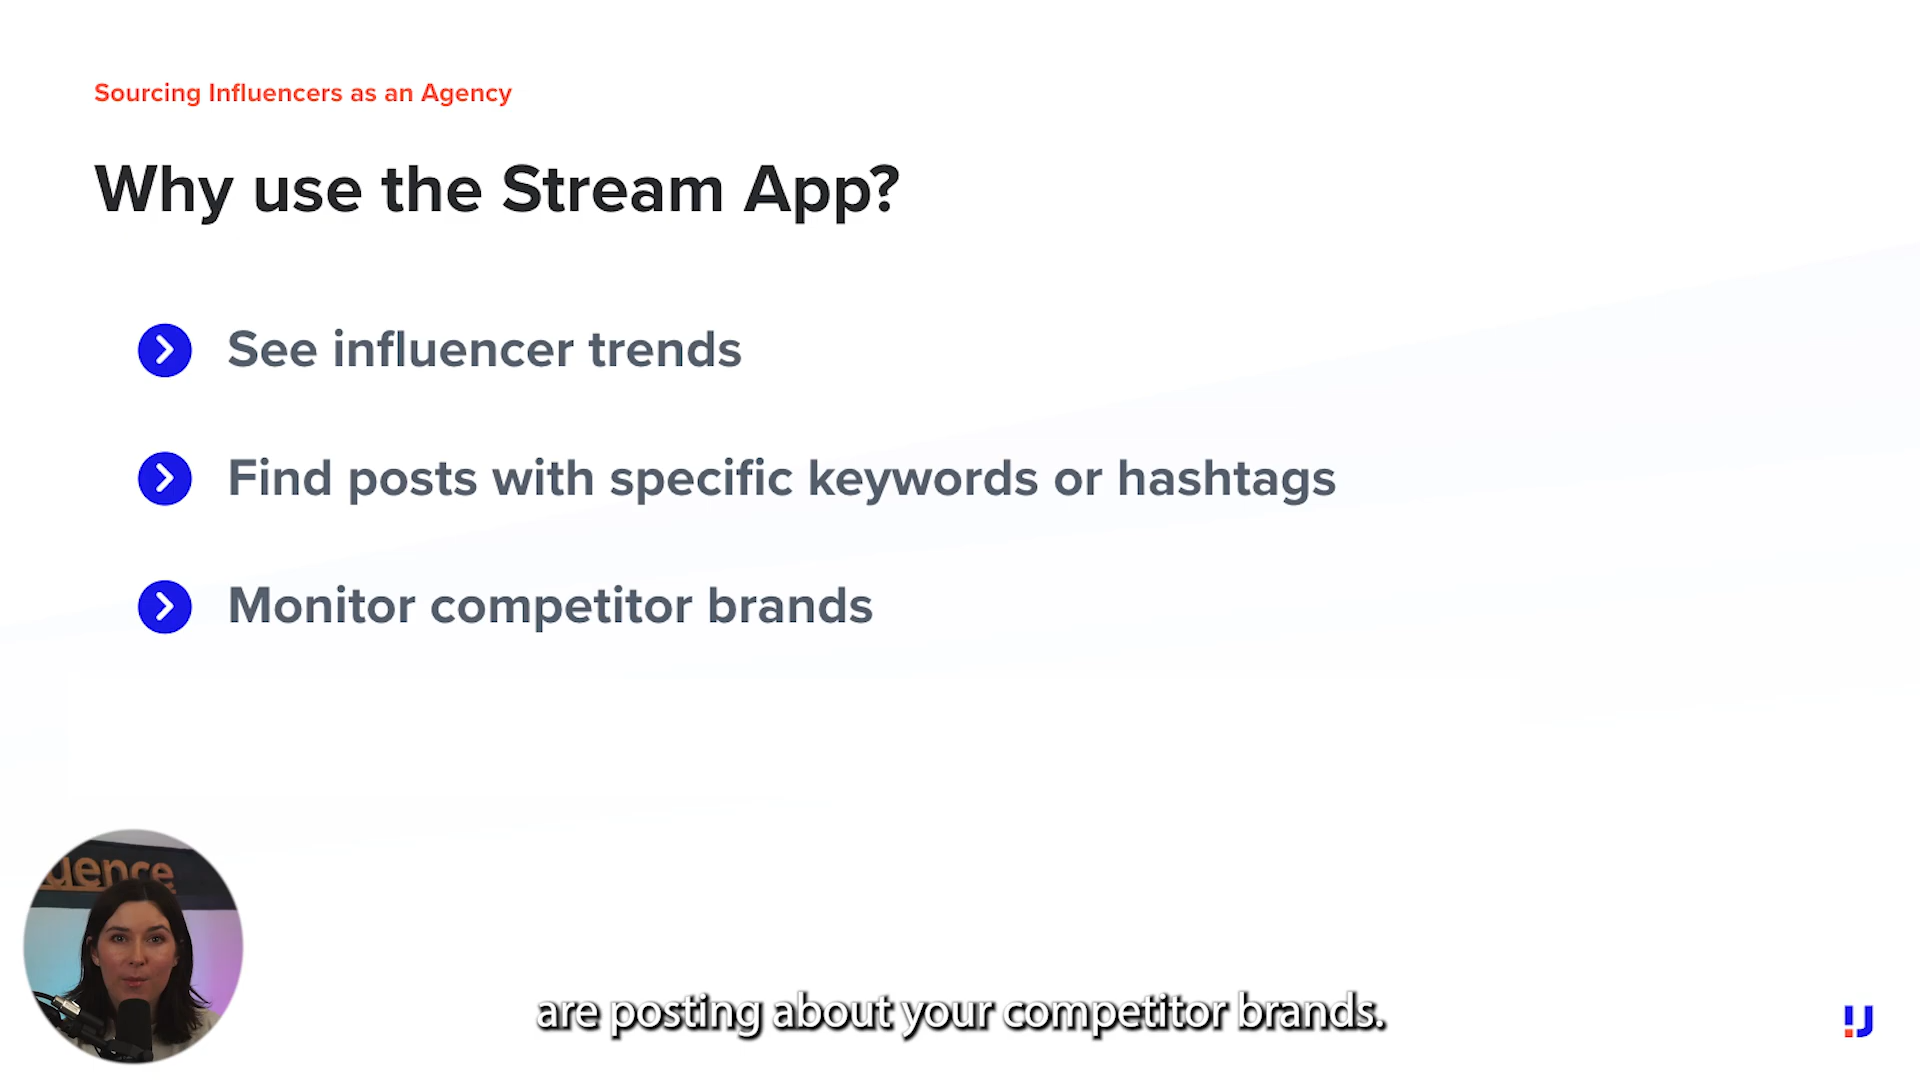 Sourcing Influencers as an Agency
Why use the Stream App?
See influencer trends
Find posts with specific keywords or hashtags
Monitor competitor brands
uence
are posting about your competitor brands.